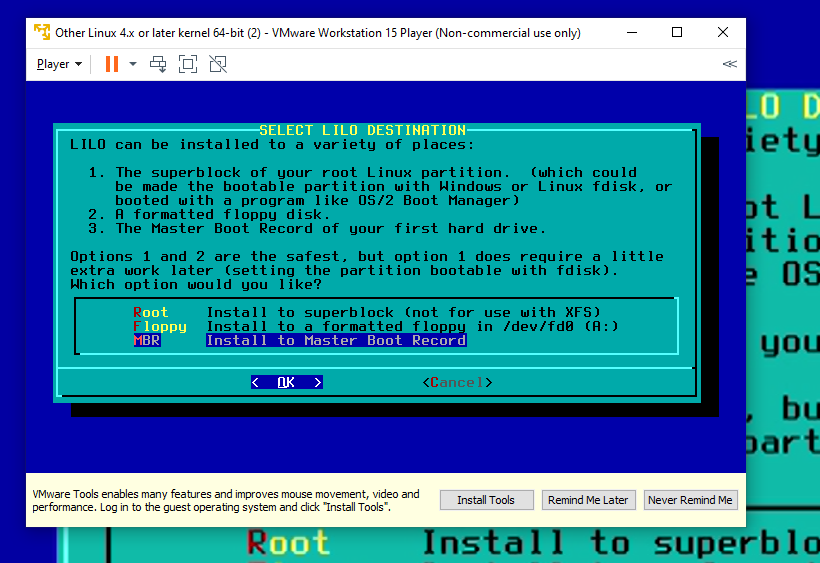 Other Linux 4.x or later kernel 64-bit (2) - VMware Workstation 15 Player (Non-commercial use only)
Player
SELECT LILO DESTINATION
LILO can be installed to a variety of places:
1. The superblock of your root Linux partition. (which could
be made the bootable partition with Windows or Linux fdisk, or
booted with a program like OS/2 Boot Manager)
2. A formatted floppy disk.
3. The Master Boot Record of your first hard drive.
Options 1 and 2 are the safest, but option 1 does require a little
extra work later (setting the partition bootable with fdisk).
Which option would you like?
Root Install to superblock (not for use with XFS)
Floppy Install to a formatted floppy in /dev/fd0 (A:)
MBR Install to Master Boot Record
< OK > <Cancel>
VMware Tools enables many features and improves mouse movement, video and
performance. Log in to the guest operating system and click "Install Tools".
Install Tools Remind Me Later Never Remind Me
Root Install to superblo